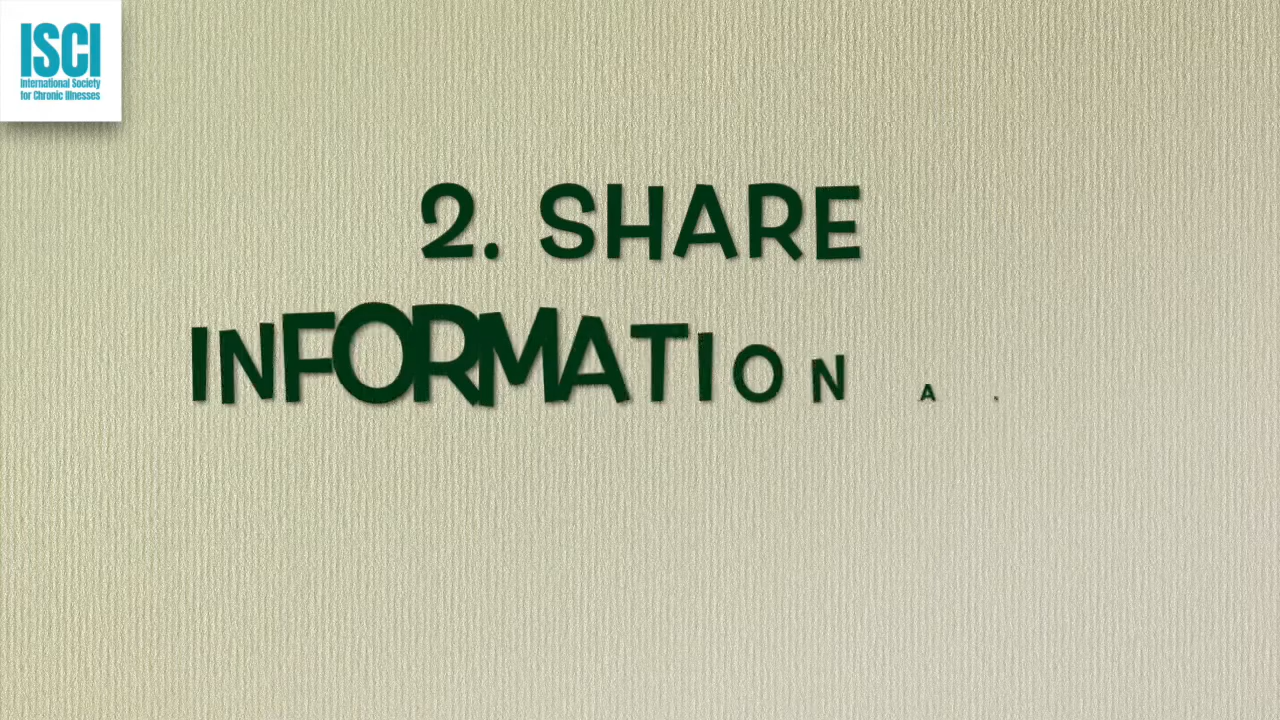 ISCI
International Society
for Chronic Illnesses
2. SHARE
INFORMATION A